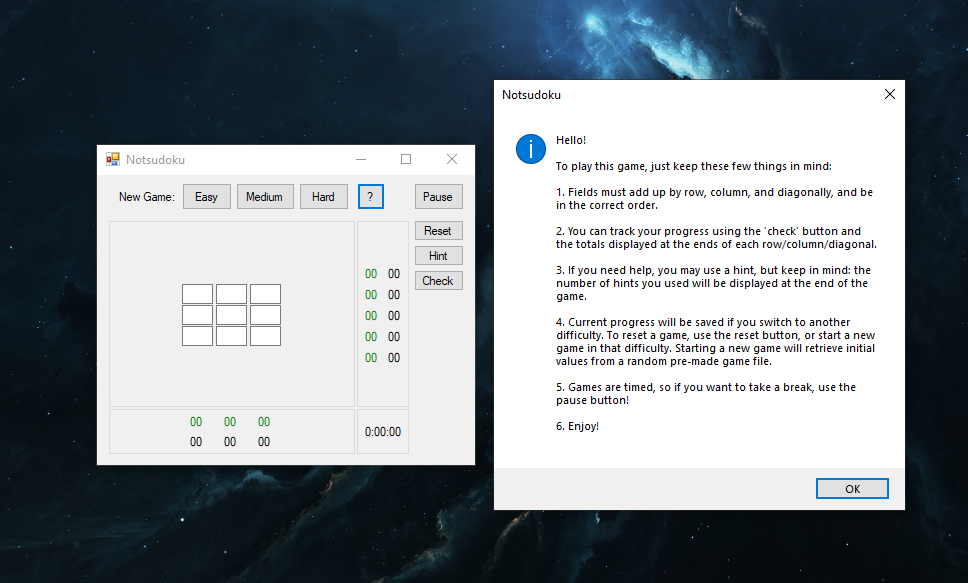 Notsudoku
New Game: Easy Medium Hard ? Pause
Reset
Hint
Check
00 00
00 00
00 00
00 00
00 00
00 00 00
00 00 00
0:00:00
Notsudoku
Hello!
To play this game, just keep these few things in mind:
1. Fields must add up by row, column, and diagonally, and be
in the correct order.
2. You can track your progress using the 'check' button and
the totals displayed at the ends of each row/column/diagonal.
3. If you need help, you may use a hint, but keep in mind: the
number of hints you used will be displayed at the end of the
game.
4. Current progress will be saved if you switch to another
difficulty. To reset a game, use the reset button, or start a new
game in that difficulty. Starting a new game will retrieve initial
values from a random pre-made game file.
5. Games are timed, so if you want to take a break, use the
pause button!
6. Enjoy!
OK